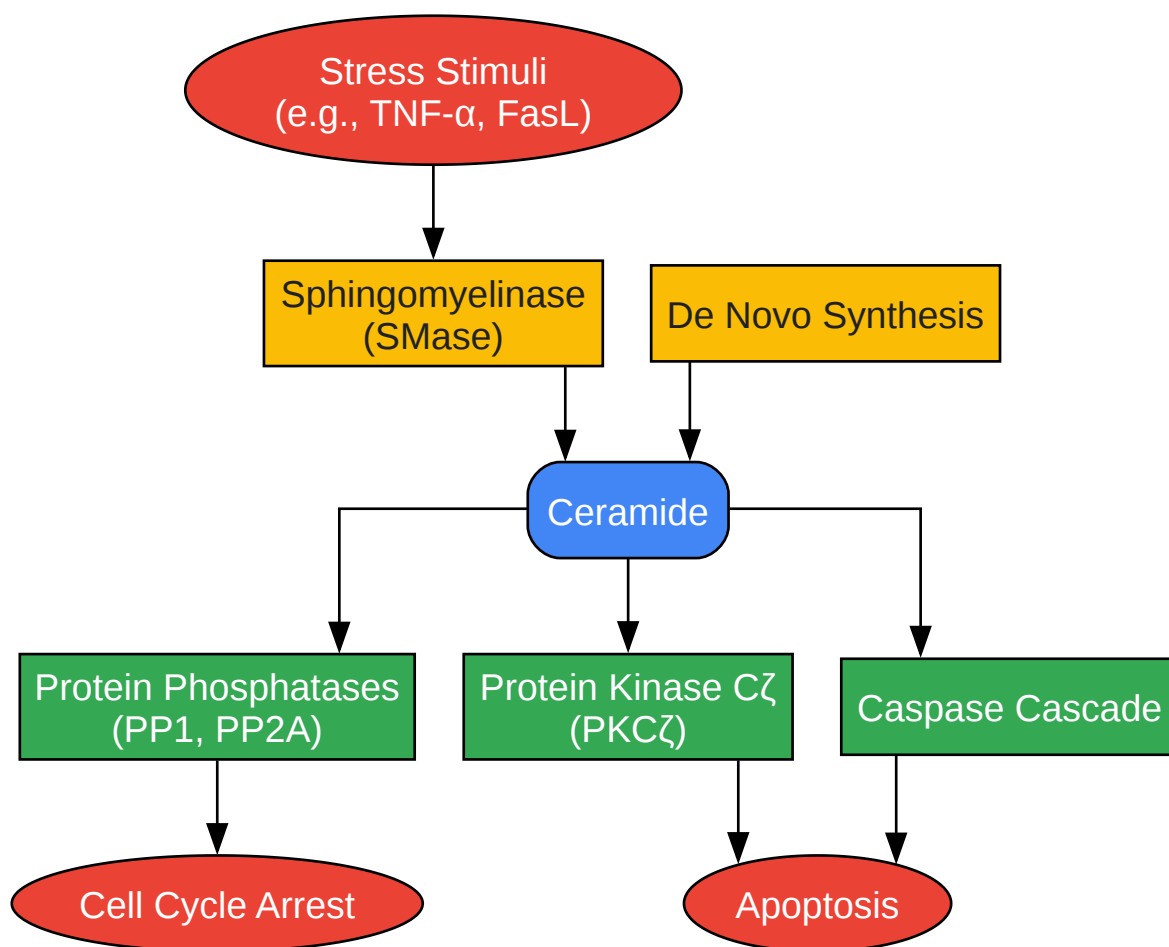 Stress Stimuli
(e.g., TNF-α, FasL)
Sphingomyelinase
(SMase)
De Novo Synthesis
Ceramide
Protein Phosphatases
(PP1, PP2A)
Protein Kinase Cζ
(PKCζ)
Caspase Cascade
Cell Cycle Arrest
Apoptosis